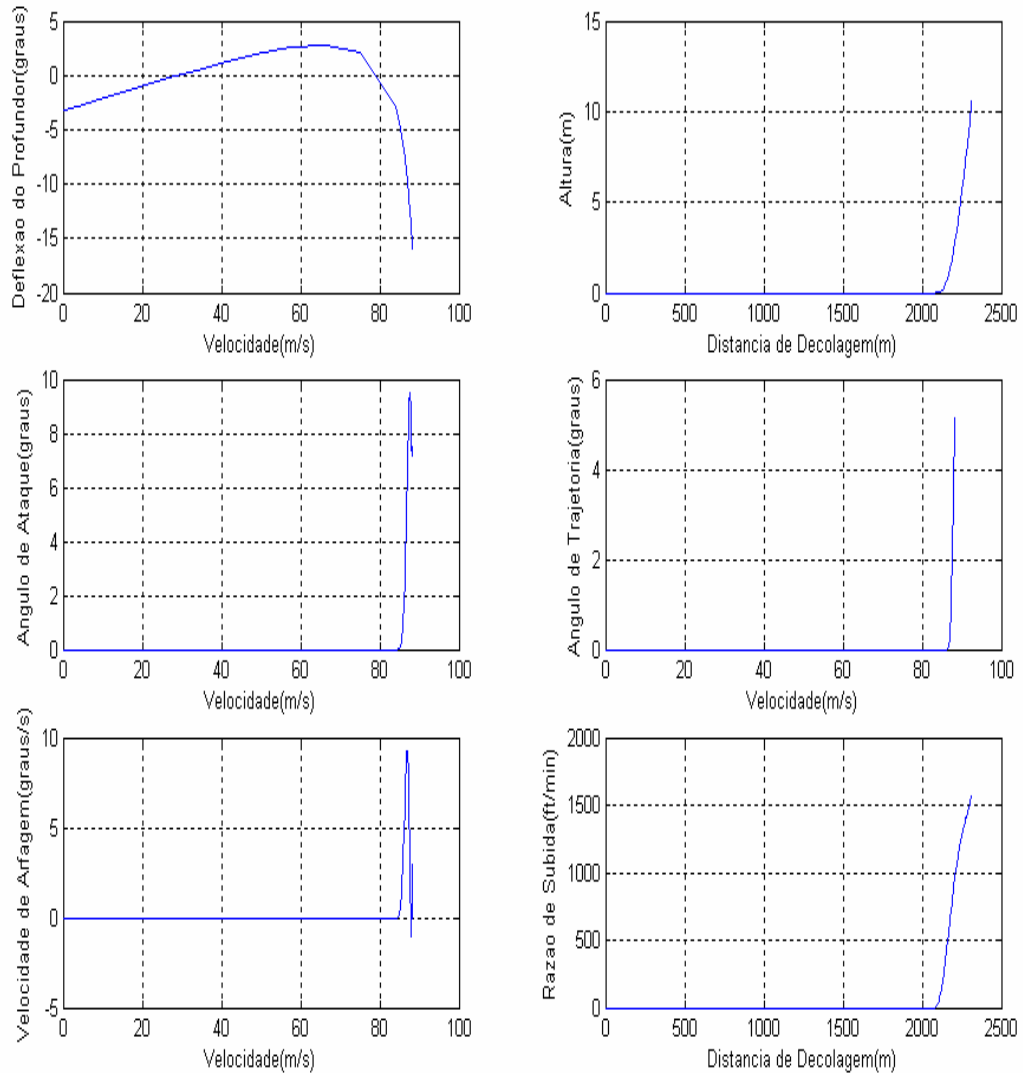 Deflexao do Profundor(graus)
5
0
-5
-10
-15
-20
0 20 40 60 80 100
Velocidade(m/s)
Altura(m)
15
10
5
0
0 500 1000 1500 2000 2500
Distancia de Decolagem(m)
Angulo de Ataque(graus)
10
8
6
4
2
0
0 20 40 60 80 100
Velocidade(m/s)
Angulo de Trajetoria(graus)
6
4
2
0
0 20 40 60 80 100
Velocidade(m/s)
Velocidade de Arfagem(graus/s)
10
5
0
-5
0 20 40 60 80 100
Velocidade(m/s)
Razao de Subida(ft/min)
2000
1500
1000
500
0
0 500 1000 1500 2000 2500
Distancia de Decolagem(m)